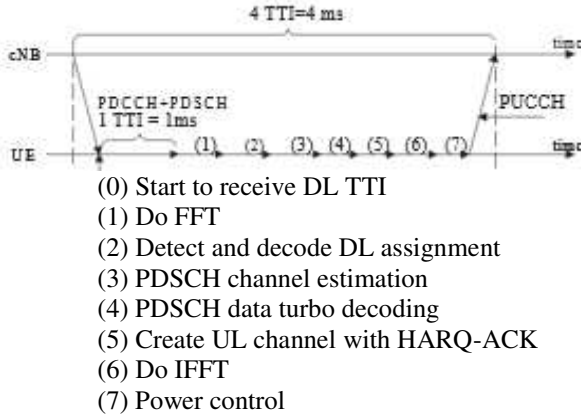 4 TTI=4 ms
eNB
time
PDCCH+PDSCH
1 TTI = 1ms
PUCCH
UE
(1) (2) (3) (4) (5) (6) (7)
time
(0) Start to receive DL TTI
(1) Do FFT
(2) Detect and decode DL assignment
(3) PDSCH channel estimation
(4) PDSCH data turbo decoding
(5) Create UL channel with HARQ-ACK
(6) Do IFFT
(7) Power control